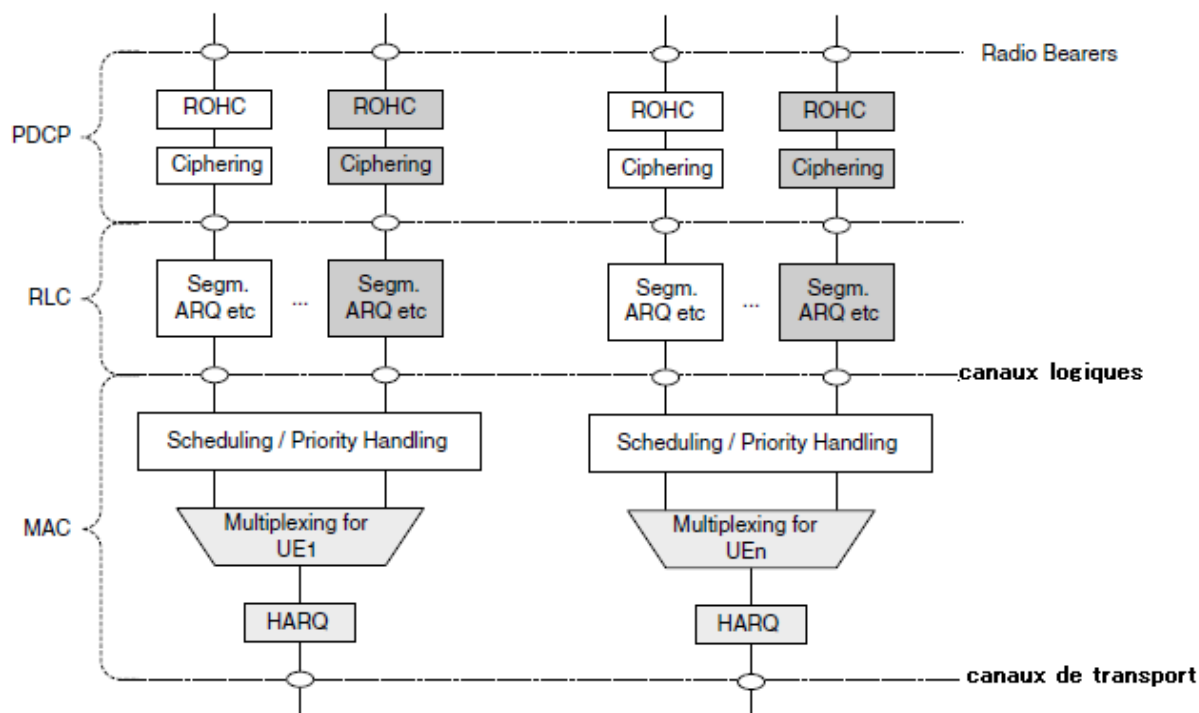 Radio Bearers
PDCP
ROHC
ROHC
ROHC
ROHC
Ciphering
Ciphering
Ciphering
Ciphering
RLC
Segm.
ARQ etc
...
Segm.
ARQ etc
Segm.
ARQ etc
...
Segm.
ARQ etc
canaux logiques
MAC
Scheduling / Priority Handling
Scheduling / Priority Handling
Multiplexing for
UE1
Multiplexing for
UEn
HARQ
HARQ
canaux de transport